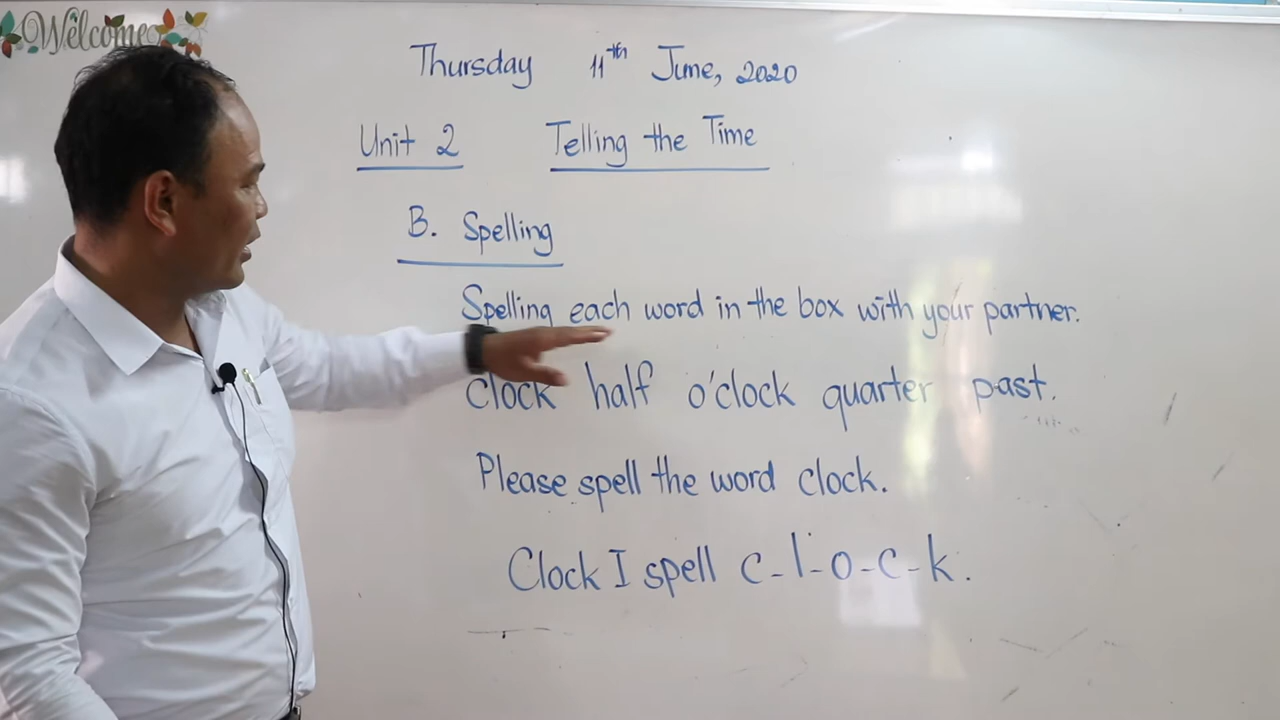 Welcome
Thursday 11th June, 2020
Unit 2 Telling the Time
B. Spelling
Spelling each word in the box with your partner.
clock half o'clock quarter past.
Please spell the word clock.
Clock I spell c-l-o-c-k.